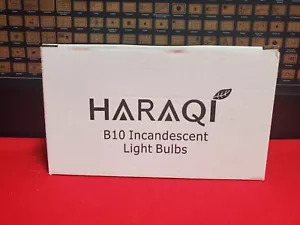 HARAQI
B10 Incandescent
Light Bulbs